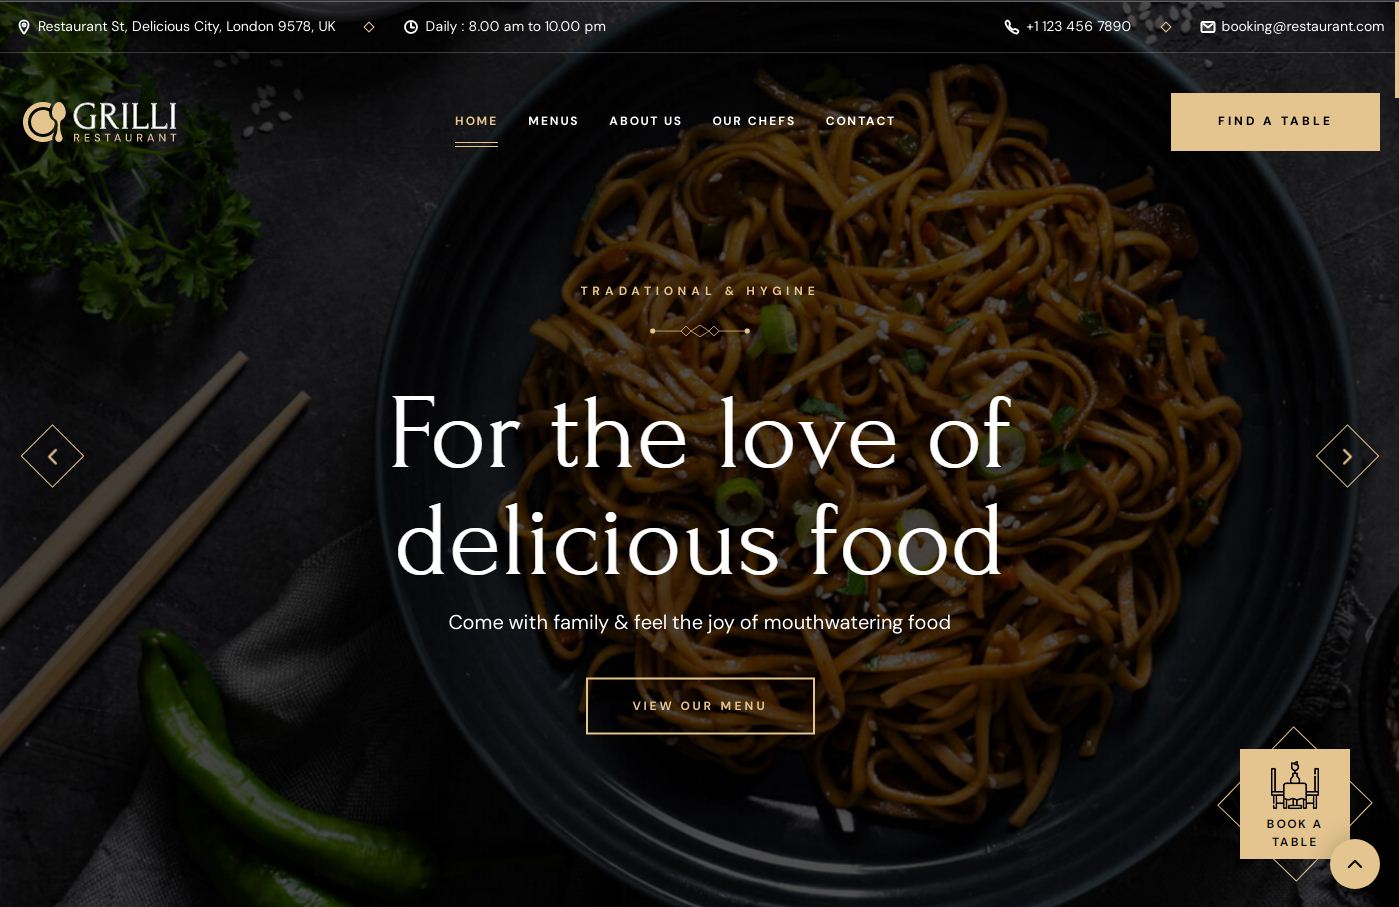 Restaurant St, Delicious City, London 9578, UK
Daily : 8.00 am to 10.00 pm
+1 123 456 7890
booking@restaurant.com
GRILLI
RESTAURANT
HOME
MENUS
ABOUT US
OUR CHEFS
CONTACT
FIND A TABLE
TRADATIONAL & HYGINE
For the love of
delicious food
Come with family & feel the joy of mouthwatering food
VIEW OUR MENU
BOOK A
TABLE